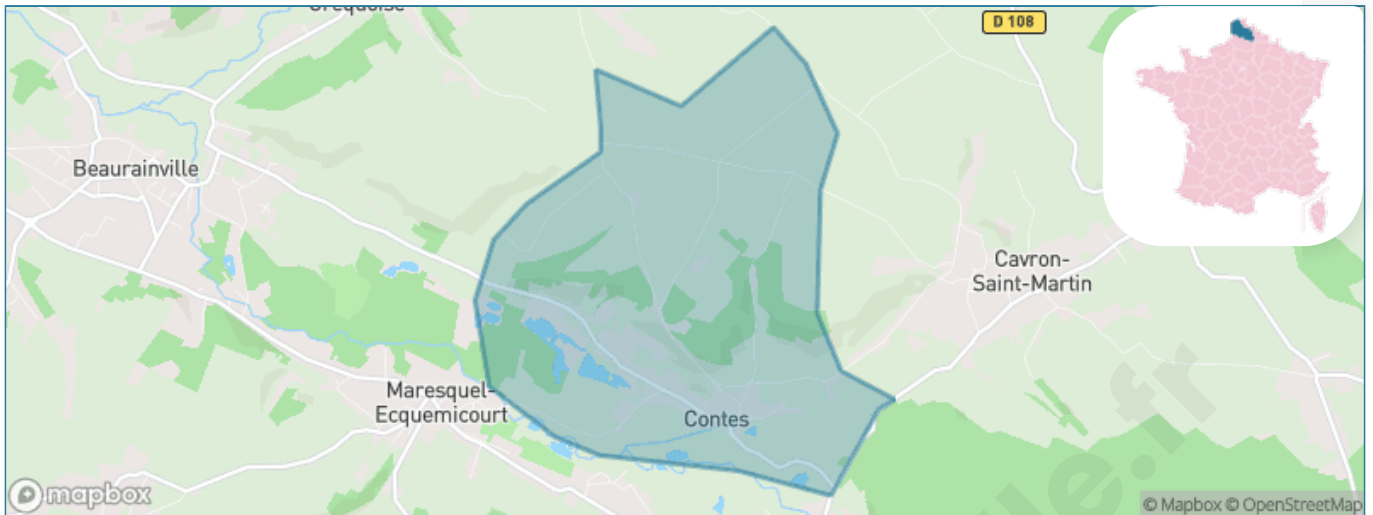 D 108
Beaurainville
Cavron-
Saint-Martin
Maresquel-
Ecquemicourt
Contes
mapbox
© Mapbox © OpenStreetMap